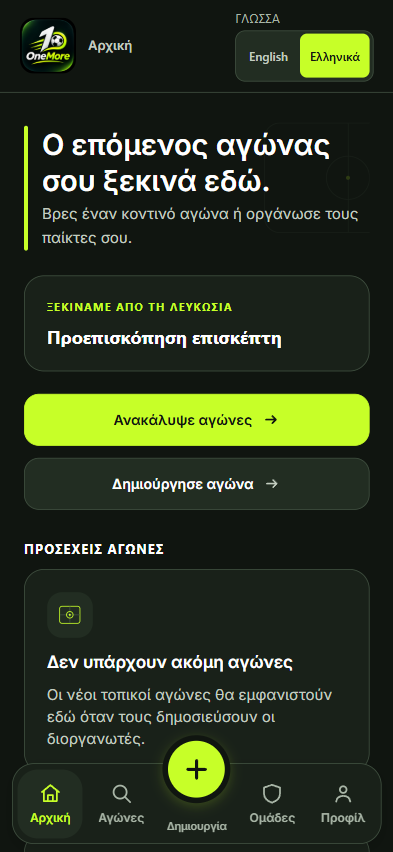 ΓΛΩΣΣΑ
10
OneMore
Αρχική
English
Ελληνικά
Ο επόμενος αγώνας
σου ξεκινά εδώ.
Βρες έναν κοντινό αγώνα ή οργάνωσε τους
παίκτες σου.
ΞΕΚΙΝΑΜΕ ΑΠΟ ΤΗ ΛΕΥΚΩΣΙΑ
Προεπισκόπηση επισκέπτη
Ανακάλυψε αγώνες →
Δημιούργησε αγώνα →
ΠΡΟΣΕΧΕΙΣ ΑΓΩΝΕΣ
Δεν υπάρχουν ακόμη αγώνες
Οι νέοι τοπικοί αγώνες θα εμφανιστούν
εδώ όταν τους δημοσιεύσουν οι
διοργανωτές.
Αρχική
Αγώνες
Δημιουργία
Ομάδες
Προφίλ